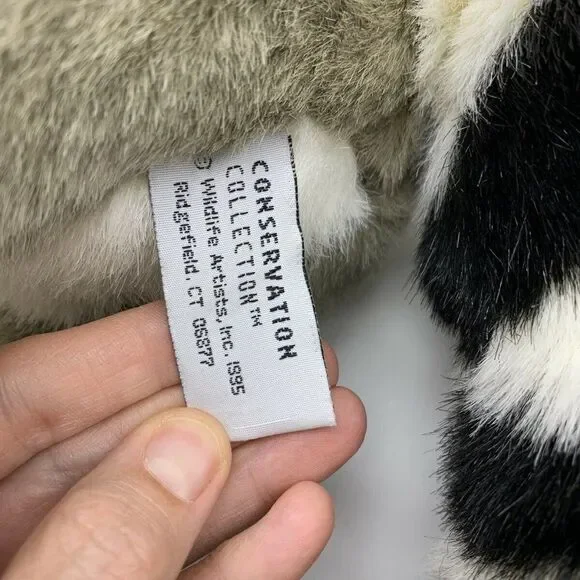 CONSERVATION
COLLECTION™
© Wildlife Artists, Inc. 1995
Ridgefield, CT 06877